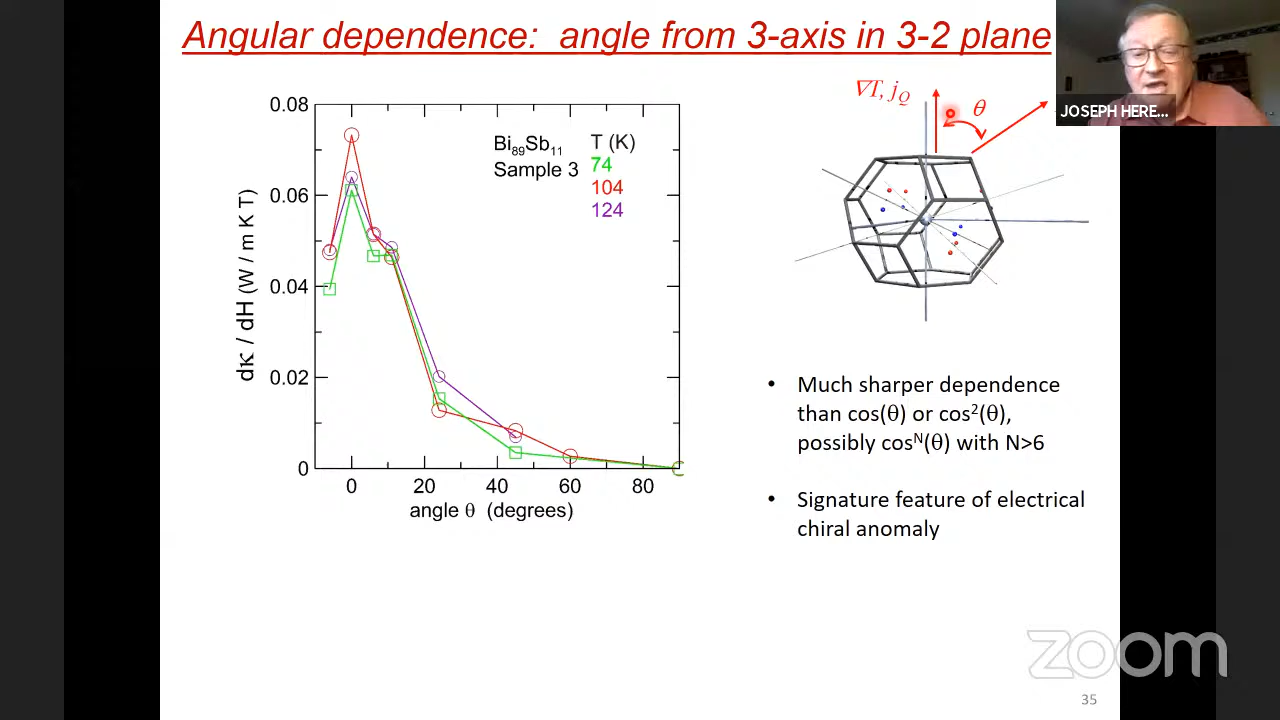 Angular dependence: angle from 3-axis in 3-2 plane
JOSEPH HERE...
∇T, j_Q
θ
0.08
0.06
0.04
0.02
0
dκ / dH (W / m K T)
Bi₈₉Sb₁₁
Sample 3
T (K)
74
104
124
0 20 40 60 80
angle θ (degrees)
• Much sharper dependence
than cos(θ) or cos²(θ),
possibly cosᴺ(θ) with N>6
• Signature feature of electrical
chiral anomaly
zoom
35